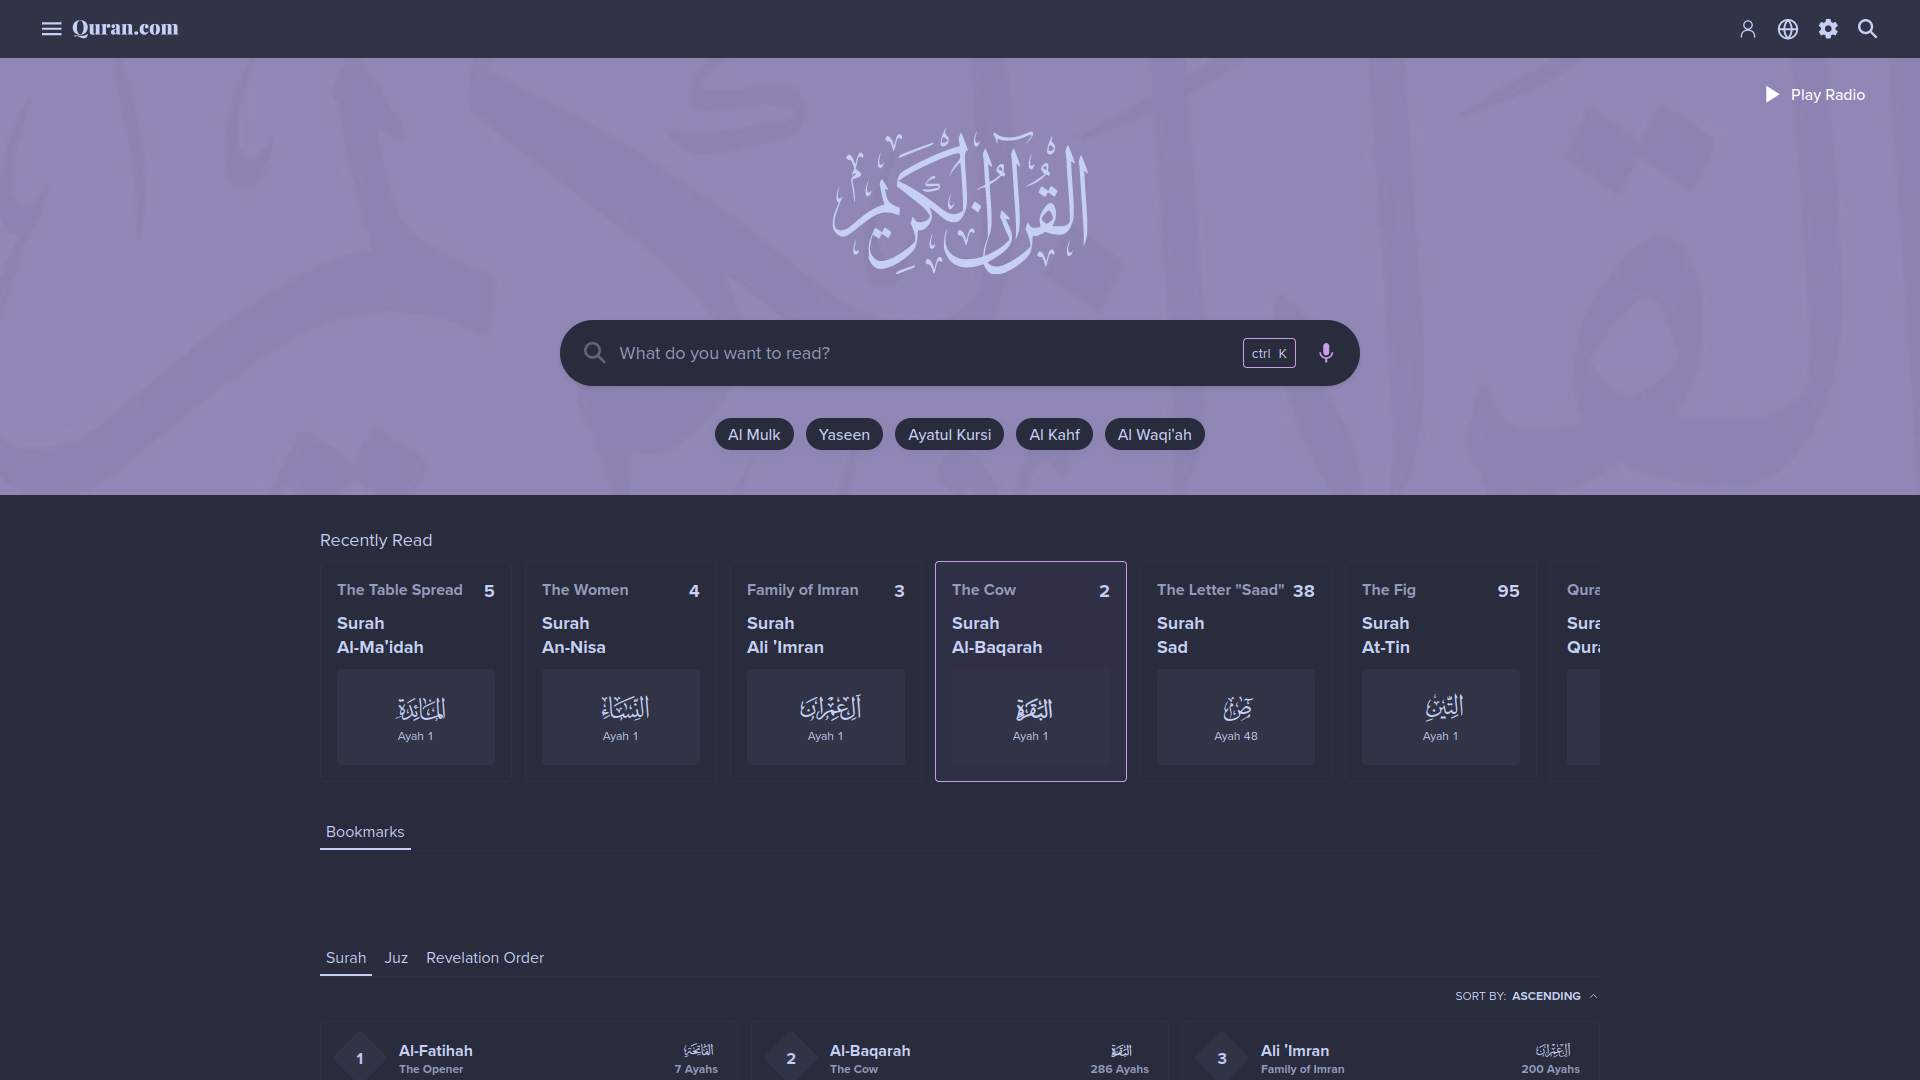 Quran.com
Play Radio
القرآن الكريم
What do you want to read?
ctrl K
Al Mulk
Yaseen
Ayatul Kursi
Al Kahf
Al Waqi'ah
Recently Read
The Table Spread 5
Surah
Al-Ma'idah
المائدة
Ayah 1
The Women 4
Surah
An-Nisa
النساء
Ayah 1
Family of Imran 3
Surah
Ali 'Imran
آل عمران
Ayah 1
The Cow 2
Surah
Al-Baqarah
البقرة
Ayah 1
The Letter "Saad" 38
Surah
Sad
ص
Ayah 48
The Fig 95
Surah
At-Tin
التين
Ayah 1
Bookmarks
Surah Juz Revelation Order
SORT BY: ASCENDING
1 Al-Fatihah الفاتحة
The Opener 7 Ayahs
2 Al-Baqarah البقرة
The Cow 286 Ayahs
3 Ali 'Imran آل عمران
Family of Imran 200 Ayahs